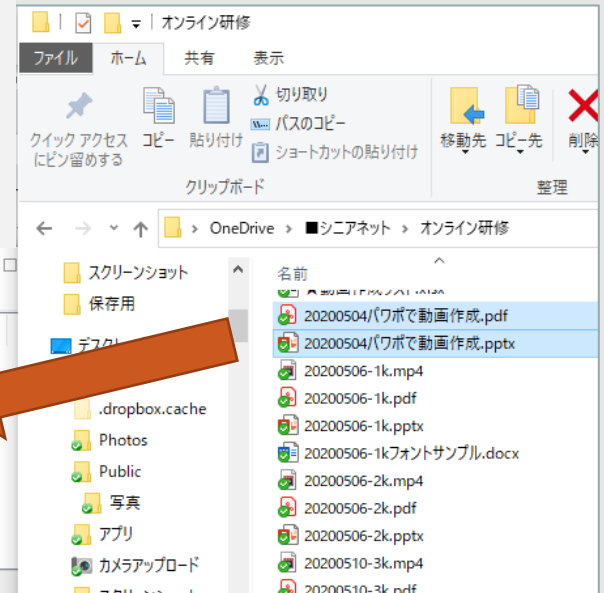 オンライン研修
ファイル ホーム 共有 表示
クイック アクセス
にピン留めする
コピー
貼り付け
切り取り
パスのコピー
ショートカットの貼り付け
移動先
コピー先
削除
クリップボード
整理
OneDrive › ■シニアネット › オンライン研修
スクリーンショット
保存用
.dropbox.cache
Photos
Public
写真
アプリ
カメラアップロード
名前
20200504パワポで動画作成.pdf
20200504パワポで動画作成.pptx
20200506-1k.mp4
20200506-1k.pdf
20200506-1k.pptx
20200506-1kフォントサンプル.docx
20200506-2k.mp4
20200506-2k.pdf
20200506-2k.pptx
20200510-3k.mp4
20200510-3k.pdf